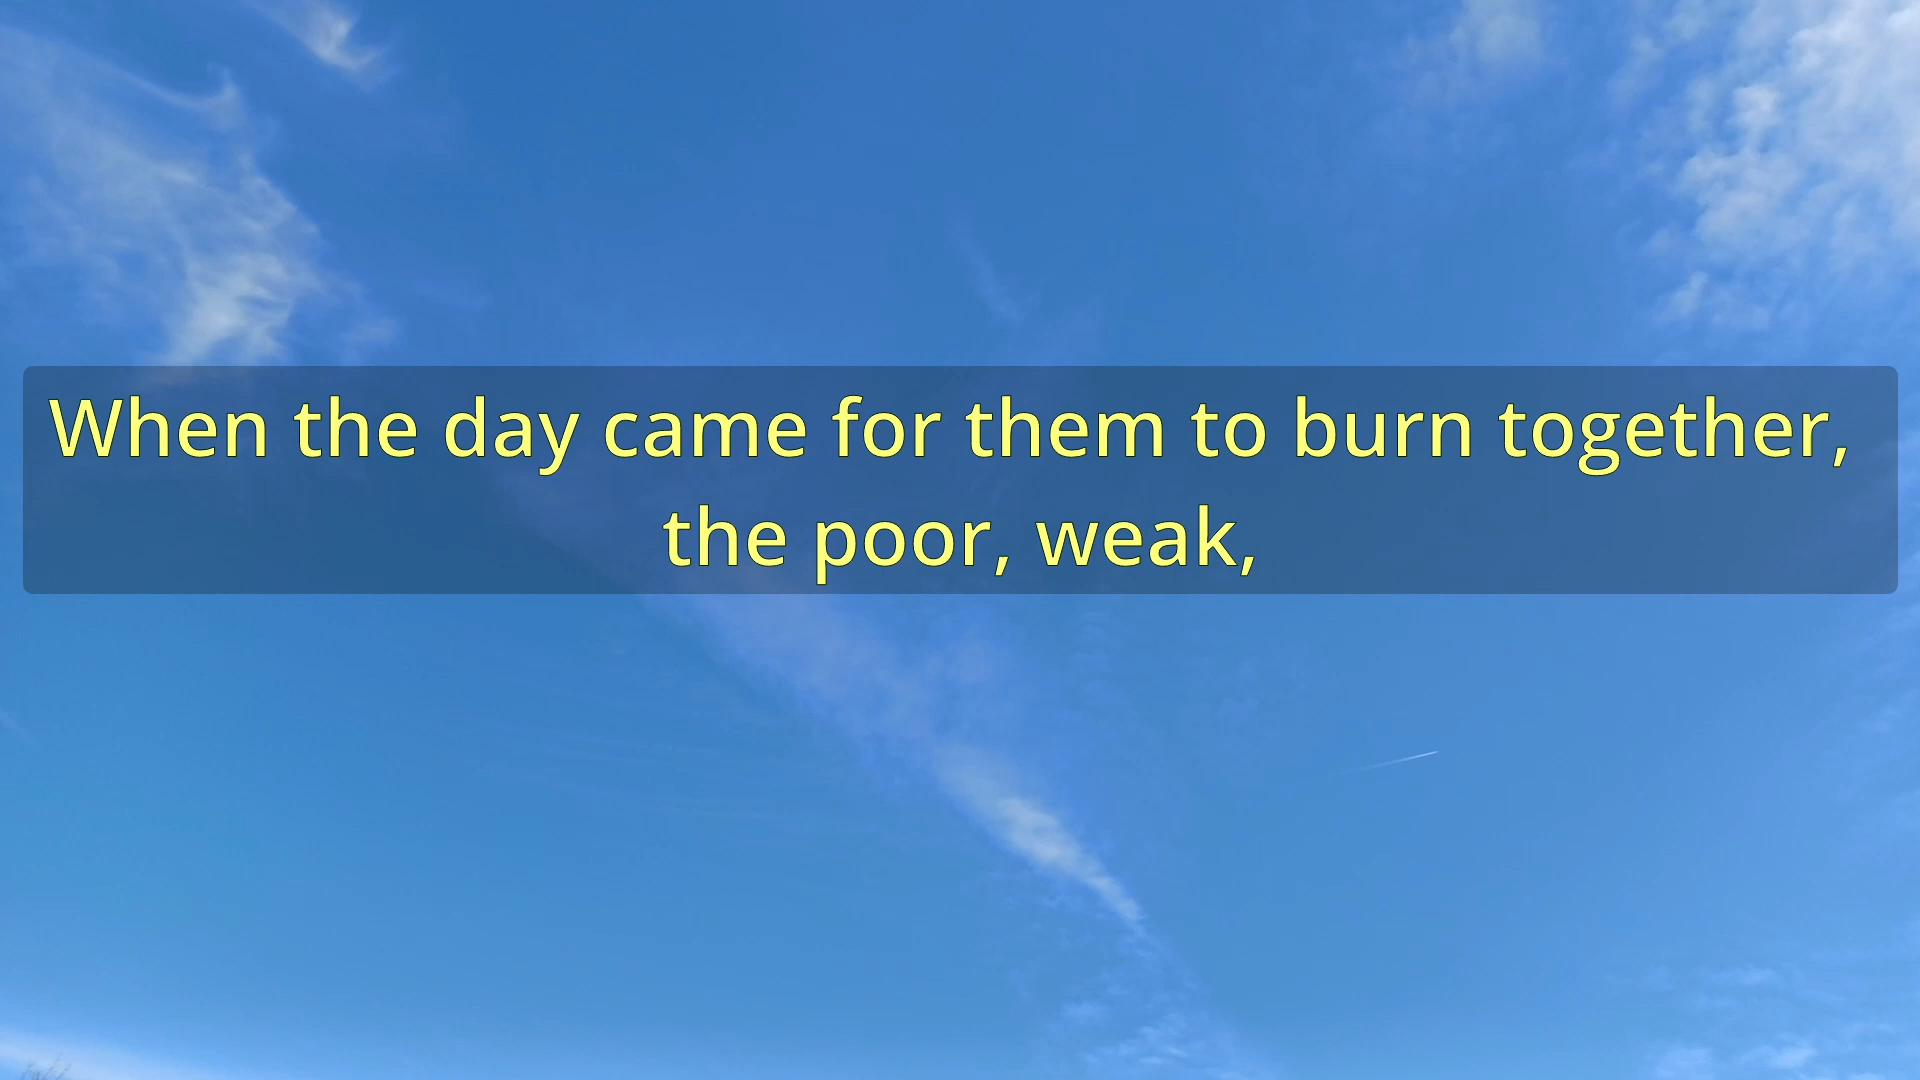 When the day came for them to burn together,
the poor, weak,